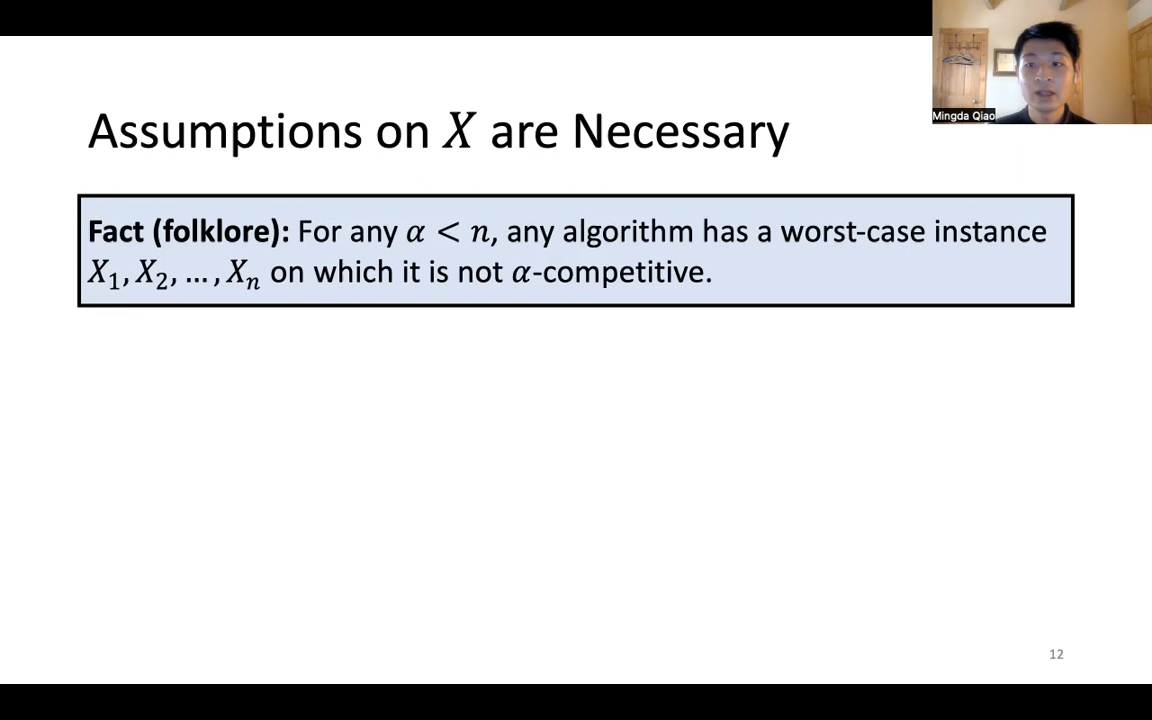 Mingda Qiao
Assumptions on 𝑋 are Necessary
Fact (folklore): For any 𝛼 < 𝑛, any algorithm has a worst-case instance
𝑋₁, 𝑋₂, … , 𝑋ₙ on which it is not 𝛼-competitive.
12